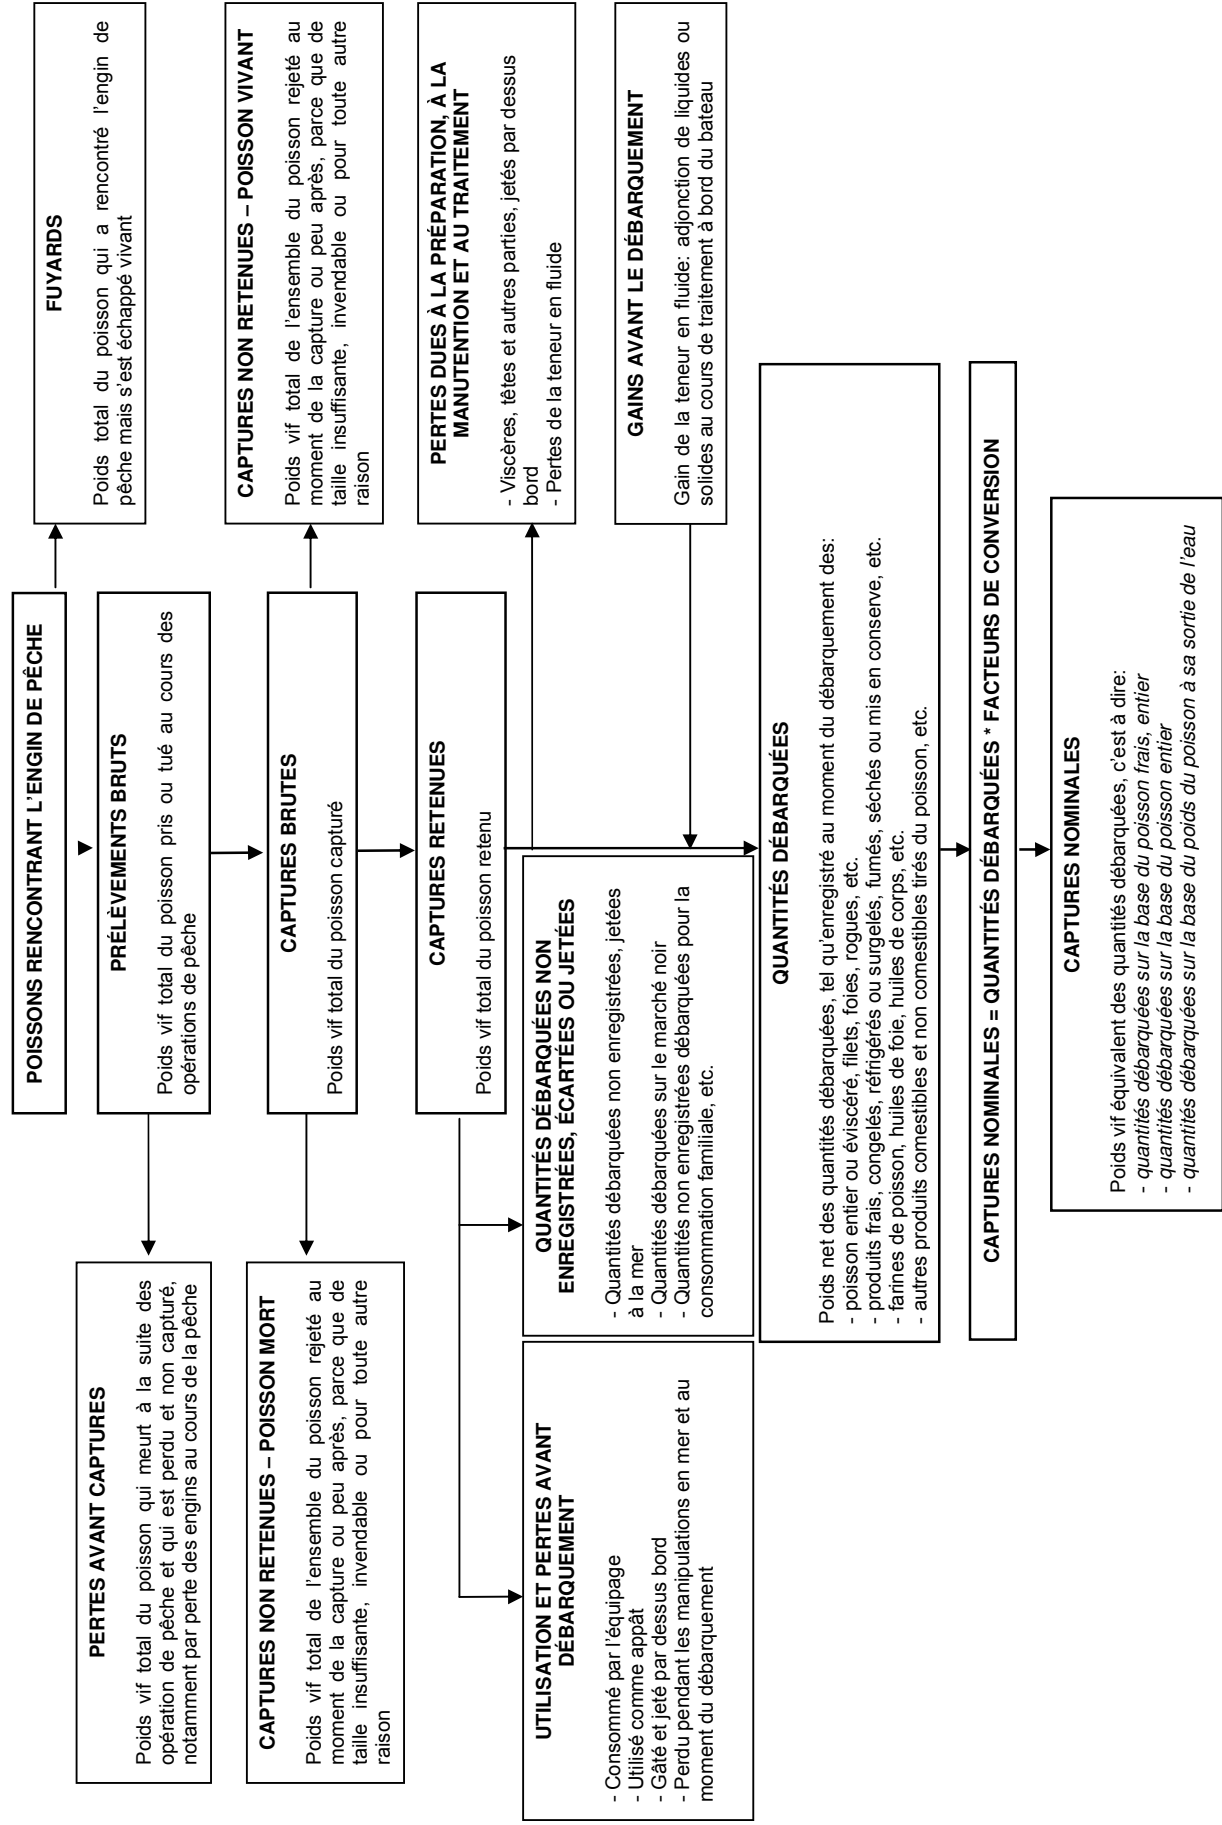 POISSONS RENCONTRANT L'ENGIN DE PÊCHE
FUYARDS
Poids total du poisson qui a rencontré l'engin de
pêche mais s'est échappé vivant
PRÉLÈVEMENTS BRUTS
Poids vif total du poisson pris ou tué au cours des
opérations de pêche
PERTES AVANT CAPTURES
Poids vif total du poisson qui meurt à la suite des
opération de pêche et qui est perdu et non capturé,
notamment par perte des engins au cours de la pêche
CAPTURES NON RETENUES – POISSON VIVANT
Poids vif total de l'ensemble du poisson rejeté au
moment de la capture ou peu après, parce que de
taille insuffisante, invendable ou pour toute autre
raison
CAPTURES BRUTES
Poids vif total du poisson capturé
CAPTURES NON RETENUES – POISSON MORT
Poids vif total de l'ensemble du poisson rejeté au
moment de la capture ou peu après, parce que de
taille insuffisante, invendable ou pour toute autre
raison
CAPTURES RETENUES
Poids vif total du poisson retenu
PERTES DUES À LA PRÉPARATION, À LA
MANUTENTION ET AU TRAITEMENT
- Viscères, têtes et autres parties, jetés par dessus
bord
- Pertes de la teneur en fluide
UTILISATION ET PERTES AVANT
DÉBARQUEMENT
- Consommé par l'équipage
- Utilisé comme appât
- Gâté et jeté par dessus bord
- Perdu pendant les manipulations en mer et au
moment du débarquement
QUANTITÉS DÉBARQUÉES NON
ENREGISTRÉES, ÉCARTÉES OU JETÉES
- Quantités débarquées non enregistrées, jetées
à la mer
- Quantités débarquées sur le marché noir
- Quantités non enregistrées débarquées pour la
consommation familiale, etc.
GAINS AVANT LE DÉBARQUEMENT
Gain de la teneur en fluide: adjonction de liquides ou
solides au cours de traitement à bord du bateau
QUANTITÉS DÉBARQUÉES
Poids net des quantités débarquées, tel qu'enregistré au moment du débarquement des:
- poisson entier ou éviscéré, filets, foies, rogues, etc.
- produits frais, congelés, réfrigérés ou surgelés, fumés, séchés ou mis en conserve, etc.
- farines de poisson, huiles de foie, huiles de corps, etc.
- autres produits comestibles et non comestibles tirés du poisson, etc.
CAPTURES NOMINALES = QUANTITÉS DÉBARQUÉES * FACTEURS DE CONVERSION
CAPTURES NOMINALES
Poids vif équivalent des quantités débarquées, c'est à dire:
- quantités débarquées sur la base du poisson frais, entier
- quantités débarquées sur la base du poisson entier
- quantités débarquées sur la base du poids du poisson à sa sortie de l'eau